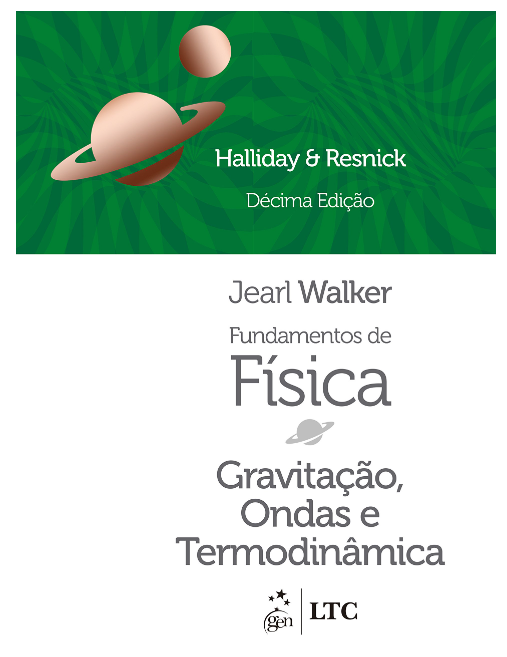 Halliday & Resnick
Décima Edição
Jearl Walker
Fundamentos de
Física
Gravitação,
Ondas e
Termodinâmica
gen
LTC